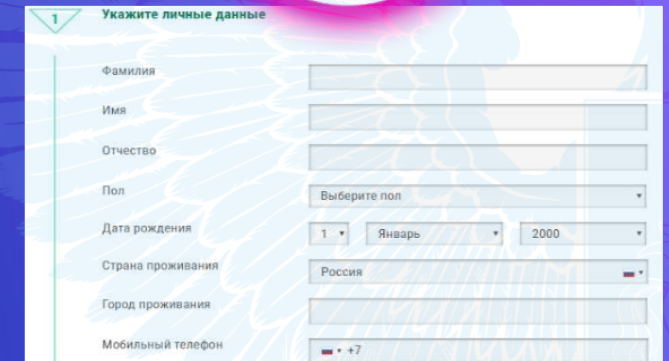 1 Укажите личные данные
Фамилия
Имя
Отчество
Пол Выберите пол
Дата рождения 1 Январь 2000
Страна проживания Россия
Город проживания
Мобильный телефон +7